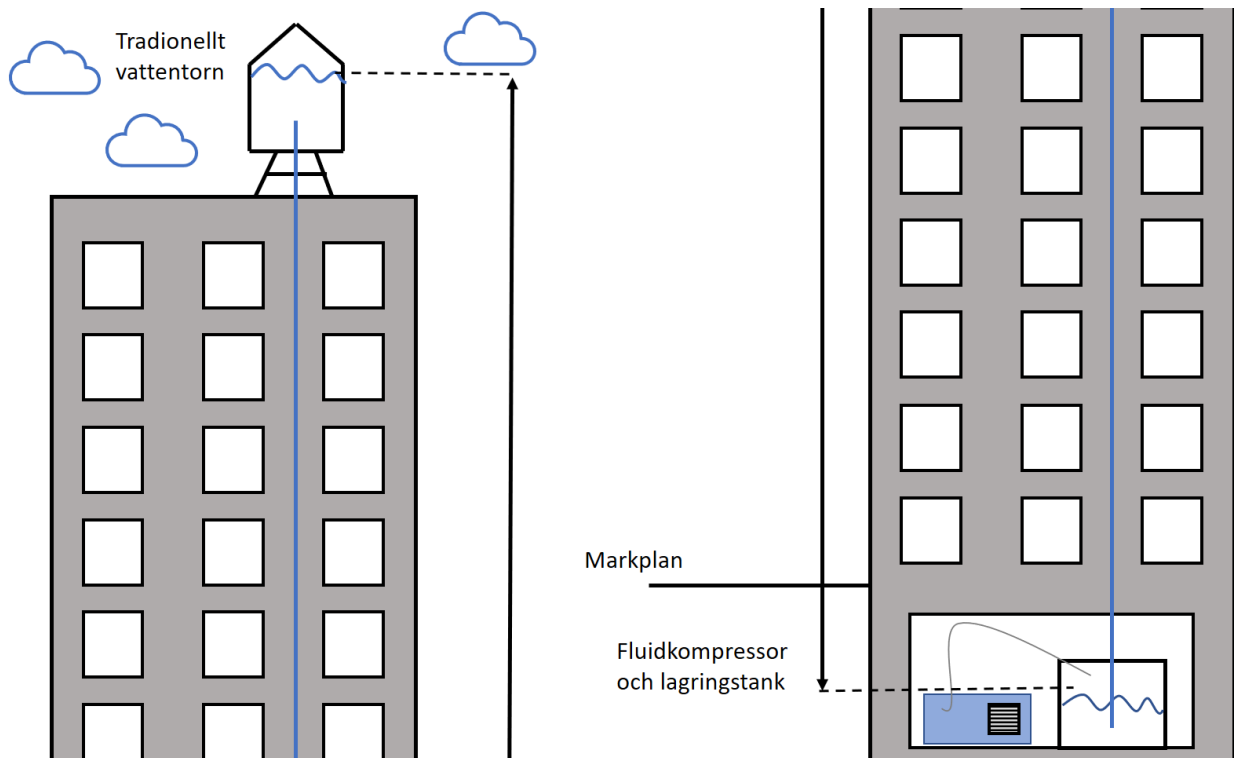 Tradionellt
vattentorn
Markplan
Fluidkompressor
och lagringstank